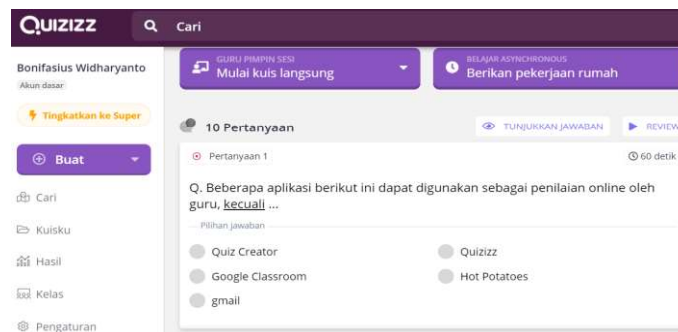 QUIZIZZ
Cari
Bonifasius Widharyanto
Akun dasar
Tingkatkan ke Super
Buat
Cari
Kuisku
Hasil
Kelas
Pengaturan
GURU PIMPIN SESI
Mulai kuis langsung
BELAJAR ASYNCHRONOUS
Berikan pekerjaan rumah
10 Pertanyaan
TUNJUKKAN JAWABAN
REVIEW
Pertanyaan 1
60 detik
Q. Beberapa aplikasi berikut ini dapat digunakan sebagai penilaian online oleh
guru, kecuali ...
Pilihan jawaban
Quiz Creator
Quizizz
Google Classroom
Hot Potatoes
gmail